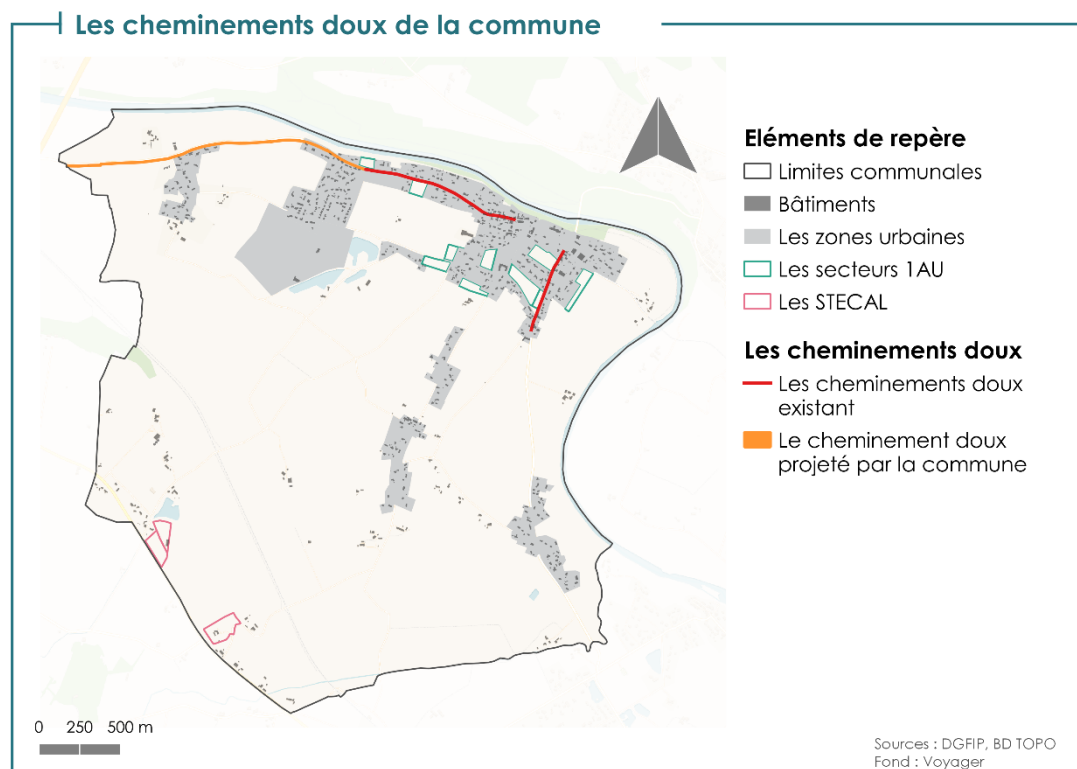 Les cheminements doux de la commune
Eléments de repère
Limites communales
Bâtiments
Les zones urbaines
Les secteurs 1AU
Les STECAL
Les cheminements doux
Les cheminements doux
existant
Le cheminement doux
projeté par la commune
0 250 500 m
Sources : DGFIP, BD TOPO
Fond : Voyager